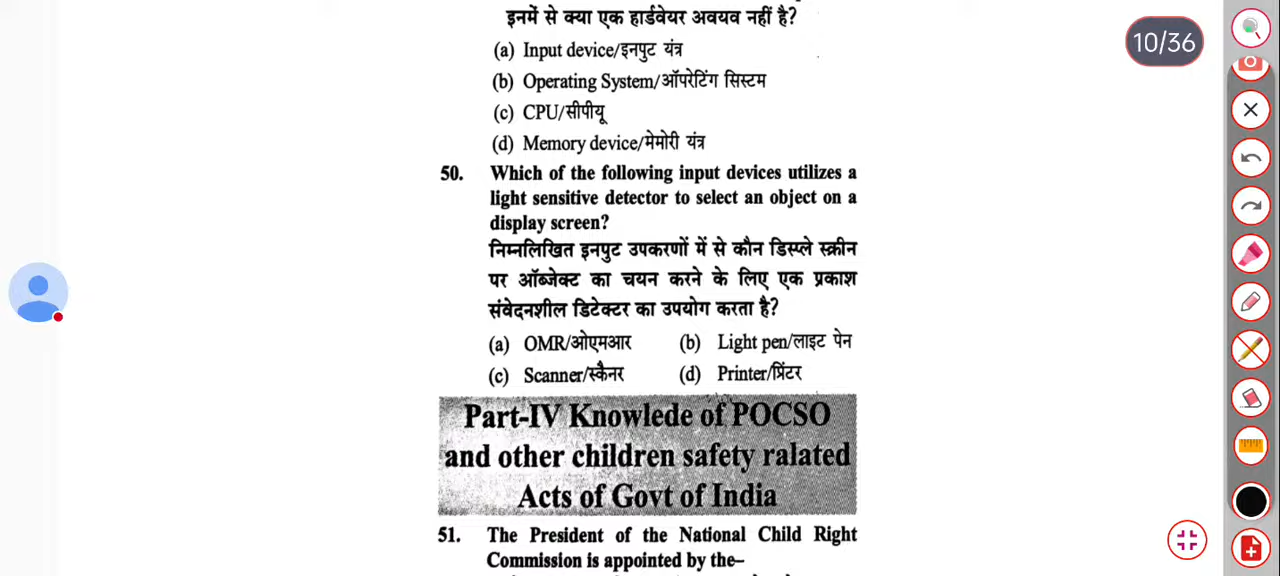 इनमें से क्या एक हार्डवेयर अवयव नहीं है?
10/36
(a) Input device/इनपुट यंत्र
(b) Operating System/ऑपरेटिंग सिस्टम
(c) CPU/सीपीयू
(d) Memory device/मेमोरी यंत्र
50. Which of the following input devices utilizes a
light sensitive detector to select an object on a
display screen?
निम्नलिखित इनपुट उपकरणों में से कौन डिस्प्ले स्क्रीन
पर ऑब्जेक्ट का चयन करने के लिए एक प्रकाश
संवेदनशील डिटेक्टर का उपयोग करता है?
(a) OMR/ओएमआर (b) Light pen/लाइट पेन
(c) Scanner/स्कैनर (d) Printer/प्रिंटर
Part-IV Knowlede of POCSO
and other children safety ralated
Acts of Govt of India
51. The President of the National Child Right
Commission is appointed by the–